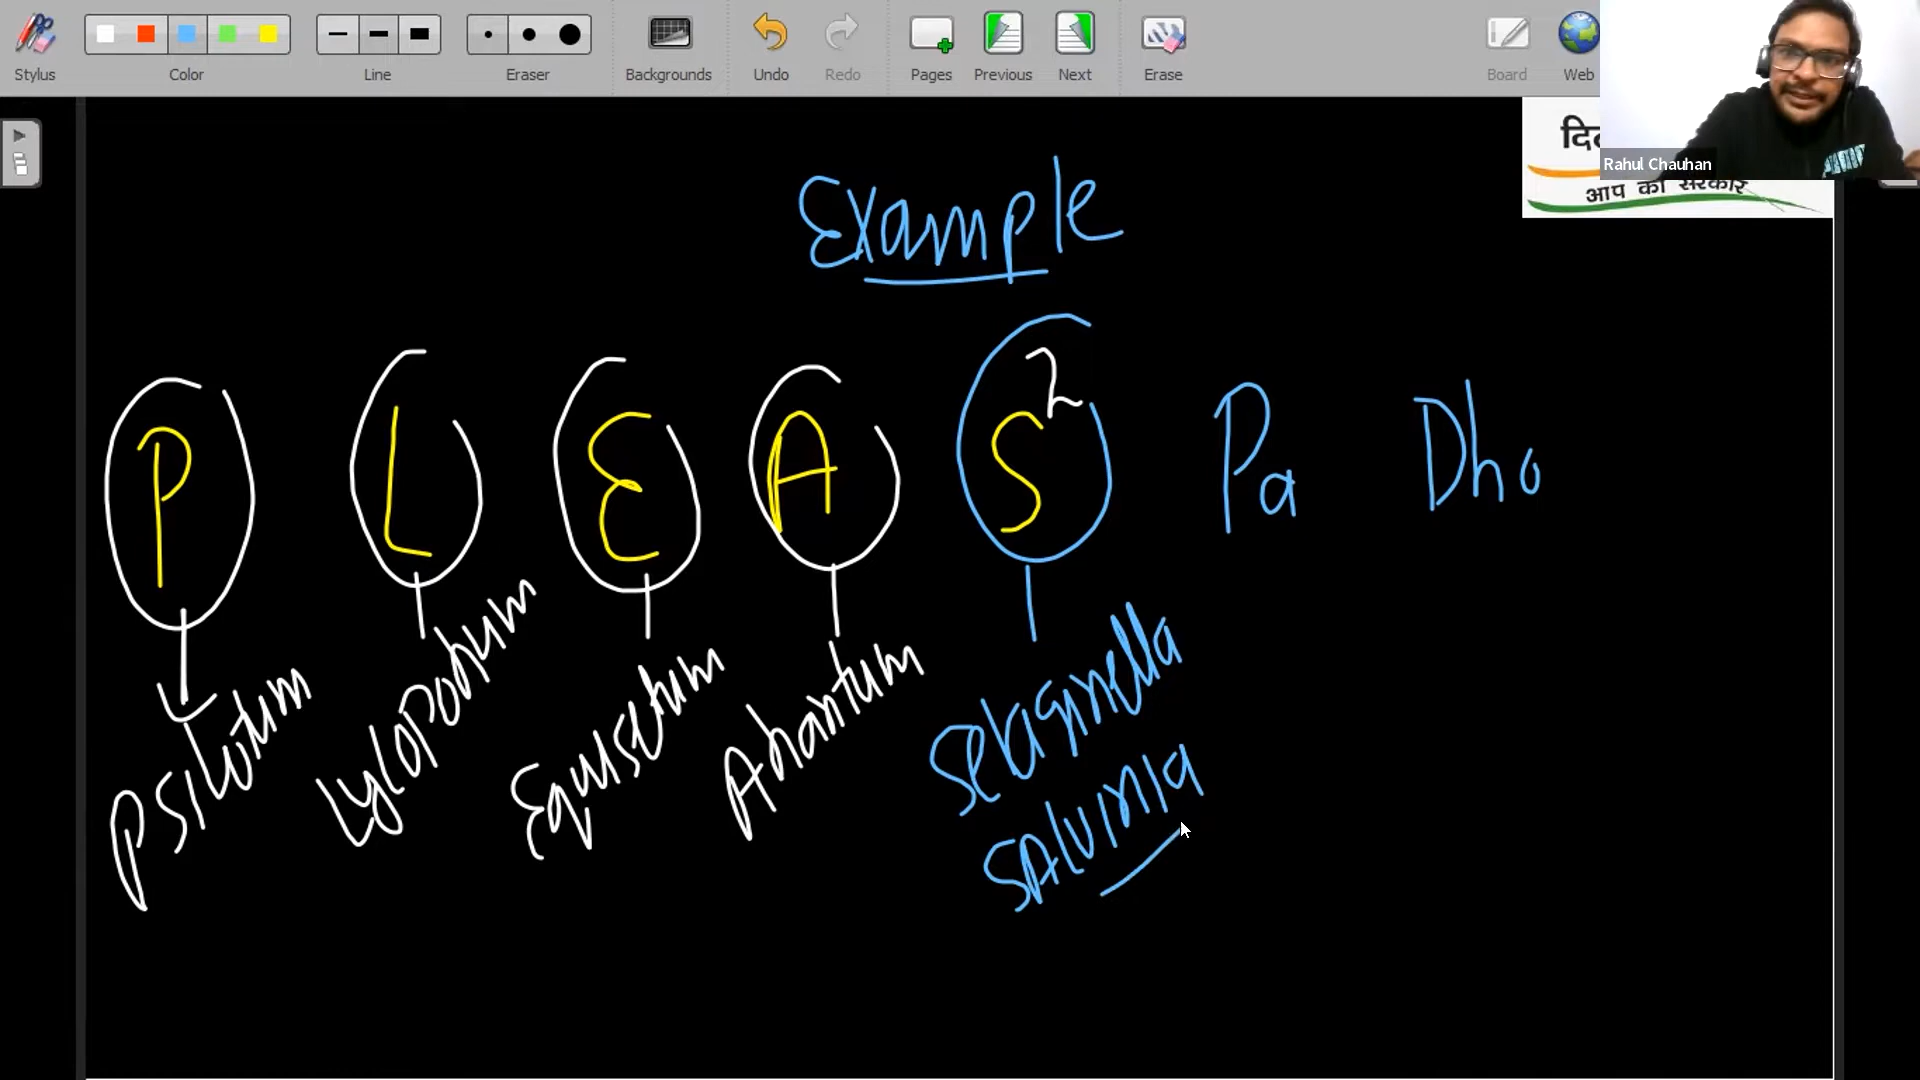 Stylus Color Line Eraser Backgrounds Undo Redo Pages Previous Next Erase Board Web
Rahul Chauhan
आप की सरकार
Example
P L E A S2 Pa Dho
Psilotum Lycopodium Equisetum Adiantum Selaginella
SAlvinia